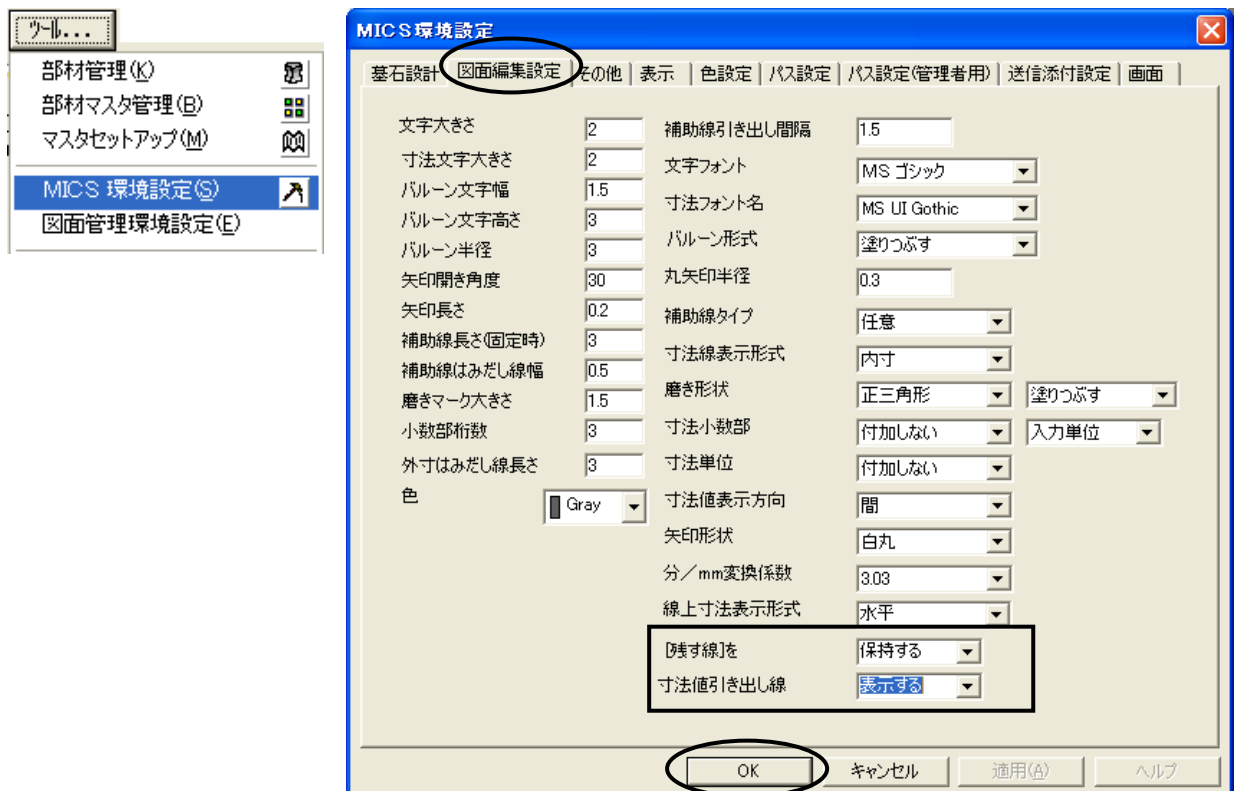 ツール...
部材管理(K)
部材マスタ管理(B)
マスタセットアップ(M)
MICS 環境設定(S)
図面管理環境設定(E)
MICS環境設定
墓石設計 図面編集設定 その他 表示 色設定 パス設定 パス設定(管理者用) 送信添付設定 画面
文字大きさ 2
寸法文字大きさ 2
バルーン文字幅 1.5
バルーン文字高さ 3
バルーン半径 3
矢印開き角度 30
矢印長さ 0.2
補助線長さ(固定時) 3
補助線はみだし線幅 0.5
磨きマーク大きさ 1.5
小数部桁数 3
外寸はみだし線長さ 3
色 Gray
補助線引き出し間隔 1.5
文字フォント MS ゴシック
寸法フォント名 MS UI Gothic
バルーン形式 塗りつぶす
丸矢印半径 0.3
補助線タイプ 任意
寸法線表示形式 内寸
磨き形状 正三角形 塗りつぶす
寸法小数部 付加しない 入力単位
寸法単位 付加しない
寸法値表示方向 間
矢印形状 白丸
分/mm変換係数 3.03
線上寸法表示形式 水平
[残す線]を 保持する
寸法値引き出し線 表示する
OK キャンセル 適用(A) ヘルプ